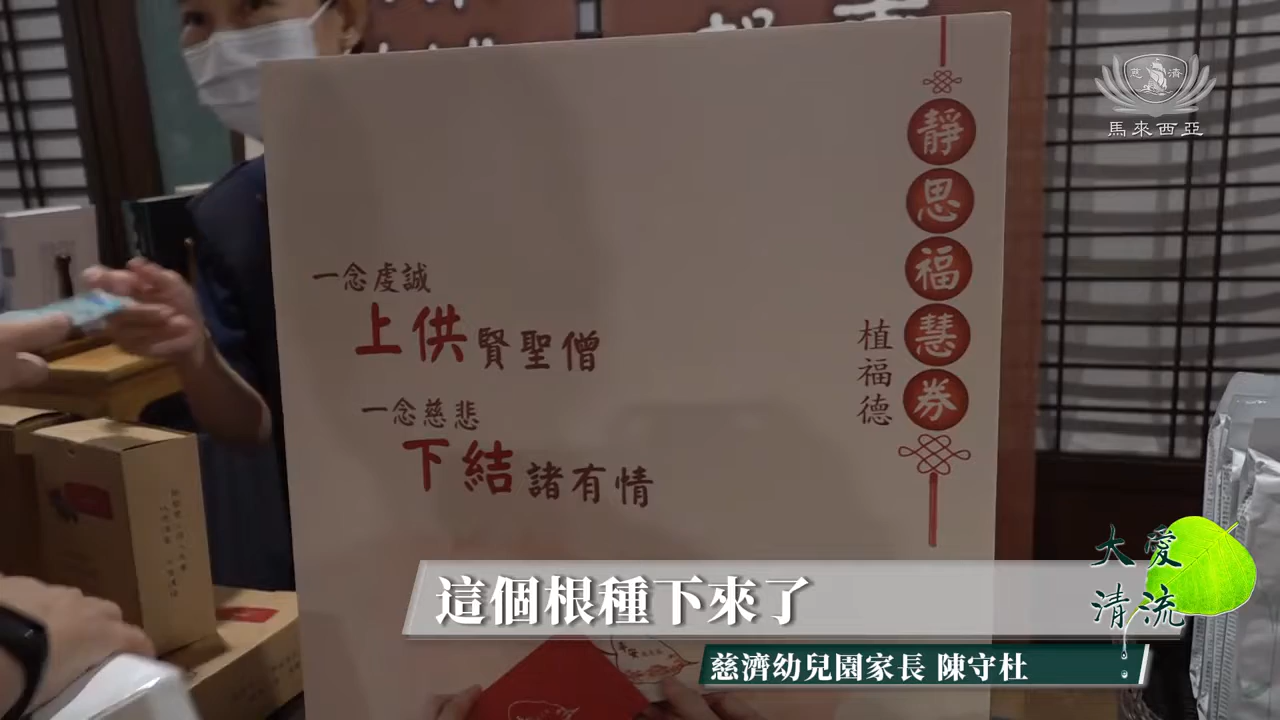 慈濟
馬來西亞
靜思福慧券
植福德
一念虔誠
上供賢聖僧
一念慈悲
下結諸有情
大愛
清流
這個根種下來了
慈濟幼兒園家長 陳守杜